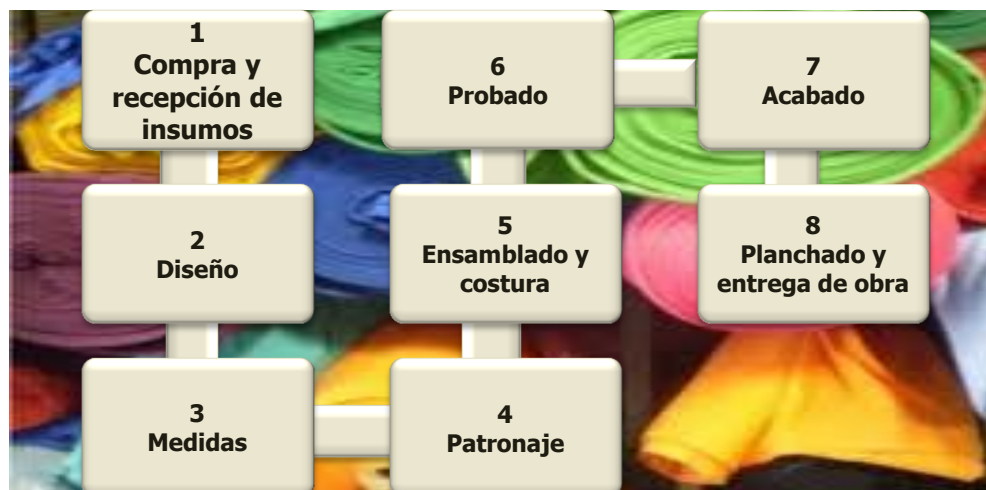 1
Compra y
recepción de
insumos
2
Diseño
3
Medidas
4
Patronaje
5
Ensamblado y
costura
6
Probado
7
Acabado
8
Planchado y
entrega de obra